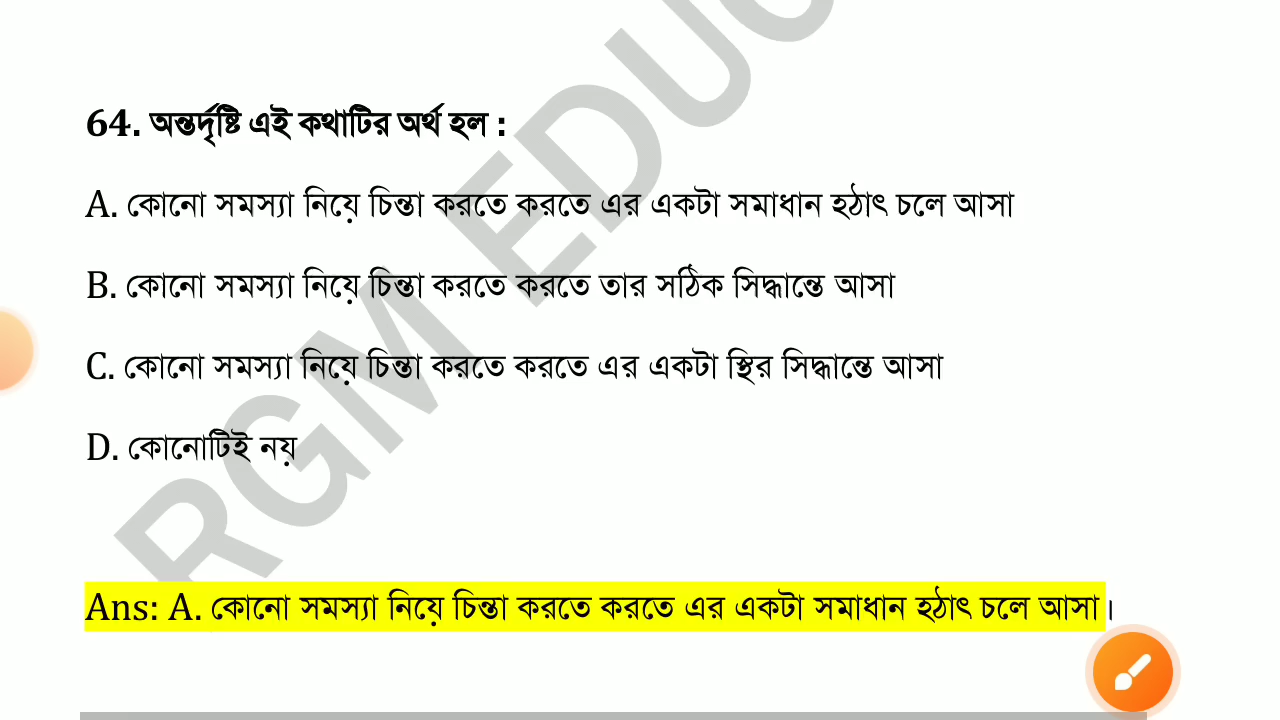 64. অন্তর্দৃষ্টি এই কথাটির অর্থ হল :
A. কোনো সমস্যা নিয়ে চিন্তা করতে করতে এর একটা সমাধান হঠাৎ চলে আসা
B. কোনো সমস্যা নিয়ে চিন্তা করতে করতে তার সঠিক সিদ্ধান্তে আসা
C. কোনো সমস্যা নিয়ে চিন্তা করতে করতে এর একটা স্থির সিদ্ধান্তে আসা
D. কোনোটিই নয়
Ans: A. কোনো সমস্যা নিয়ে চিন্তা করতে করতে এর একটা সমাধান হঠাৎ চলে আসা।
RGM EDUC